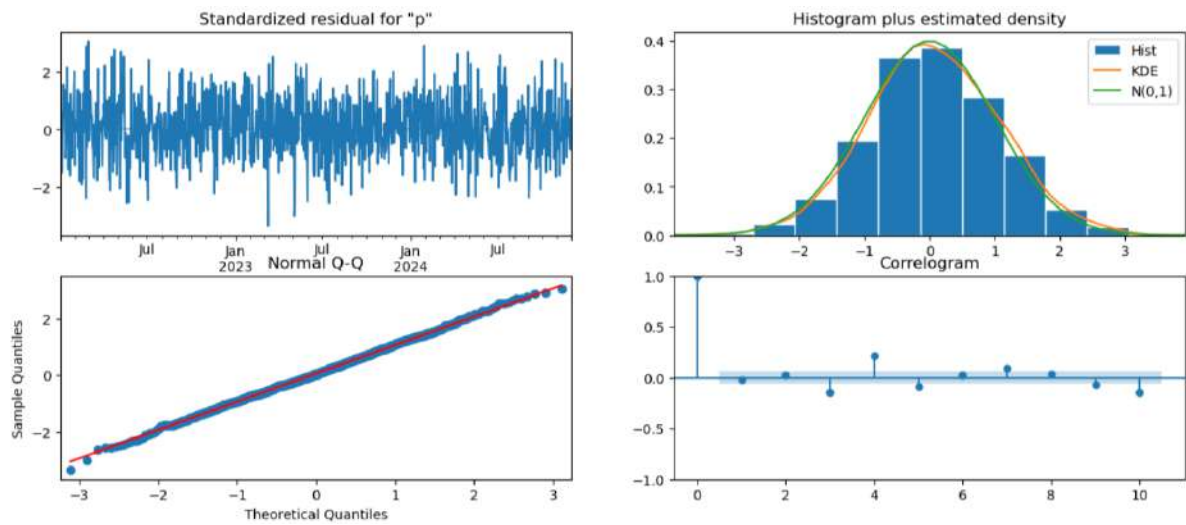 Standardized residual for "p"
2
0
−2
Jul
Jan
2023
Jul
Jan
2024
Jul
Histogram plus estimated density
0.4
0.3
0.2
0.1
0.0
Hist
KDE
N(0,1)
−3
−2
−1
0
1
2
3
Normal Q-Q
Sample Quantiles
2
0
−2
−3
−2
−1
0
1
2
3
Theoretical Quantiles
Correlogram
1.0
0.5
0.0
−0.5
−1.0
0
2
4
6
8
10